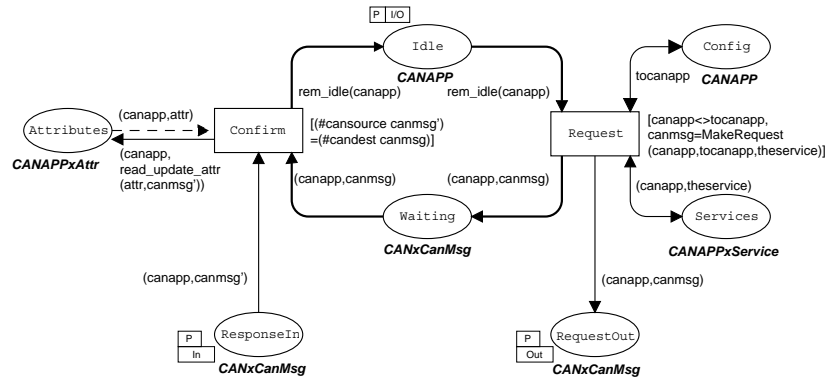 P I/O
Idle
CANAPP
Config
CANAPP
tocanapp
rem_idle(canapp)
rem_idle(canapp)
(canapp,attr)
Attributes
CANAPPxAttr
Confirm
[(#cansource canmsg')
=(#candest canmsg)]
Request
[canapp<>tocanapp,
canmsg=MakeRequest
(canapp,tocanapp,theservice)]
(canapp,
read_update_attr
(attr,canmsg'))
(canapp,canmsg)
(canapp,canmsg)
(canapp,theservice)
Waiting
CANxCanMsg
Services
CANAPPxService
(canapp,canmsg')
(canapp,canmsg)
P
In
ResponseIn
CANxCanMsg
P
Out
RequestOut
CANxCanMsg